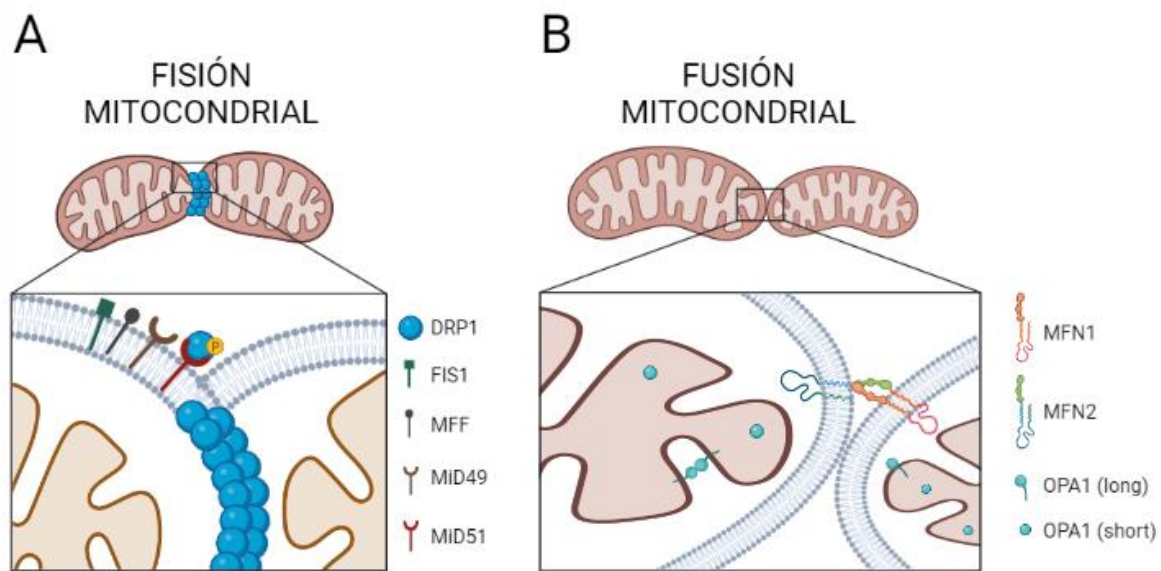 A
FISIÓN
MITOCONDRIAL
P
DRP1
FIS1
MFF
MiD49
MiD51
B
FUSIÓN
MITOCONDRIAL
MFN1
MFN2
OPA1 (long)
OPA1 (short)